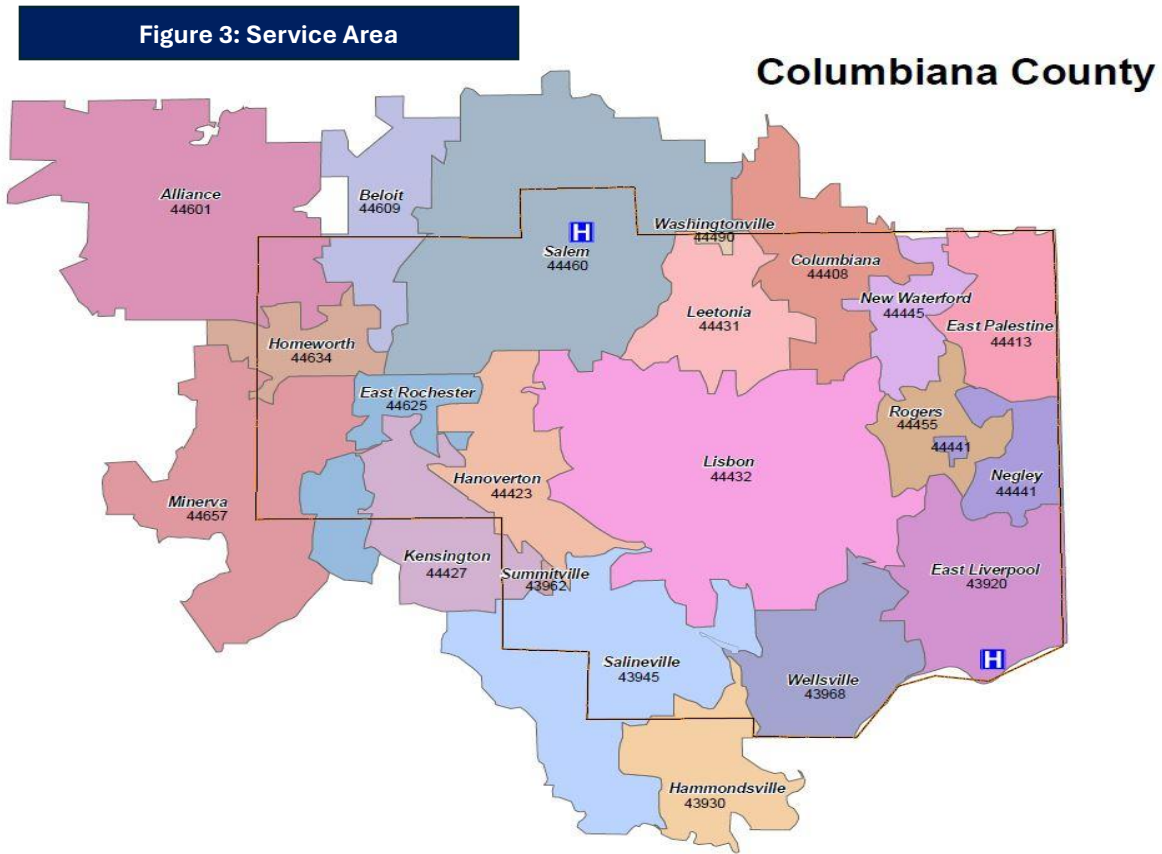 Figure 3: Service Area
Columbiana County
Alliance
44601
Beloit
44609
Washingtonville
44490
H
Salem
44460
Columbiana
44408
New Waterford
44445
East Palestine
44413
Leetonia
44431
Homeworth
44634
East Rochester
44625
Rogers
44455
44441
Negley
44441
Lisbon
44432
Hanoverton
44423
Minerva
44657
Kensington
44427
Summitville
43962
East Liverpool
43920
H
Salineville
43945
Wellsville
43968
Hammondsville
43930